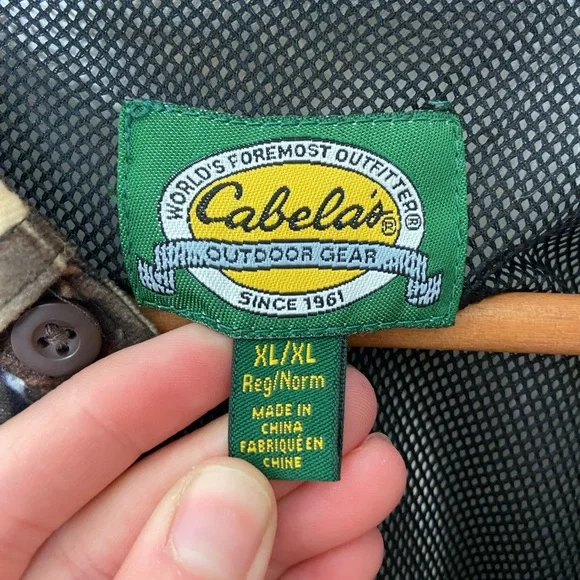 WORLD'S FOREMOST OUTFITTER®
Cabela's®
OUTDOOR GEAR
SINCE 1961
XL/XL
Reg/Norm
MADE IN
CHINA
FABRIQUÉ EN
CHINE